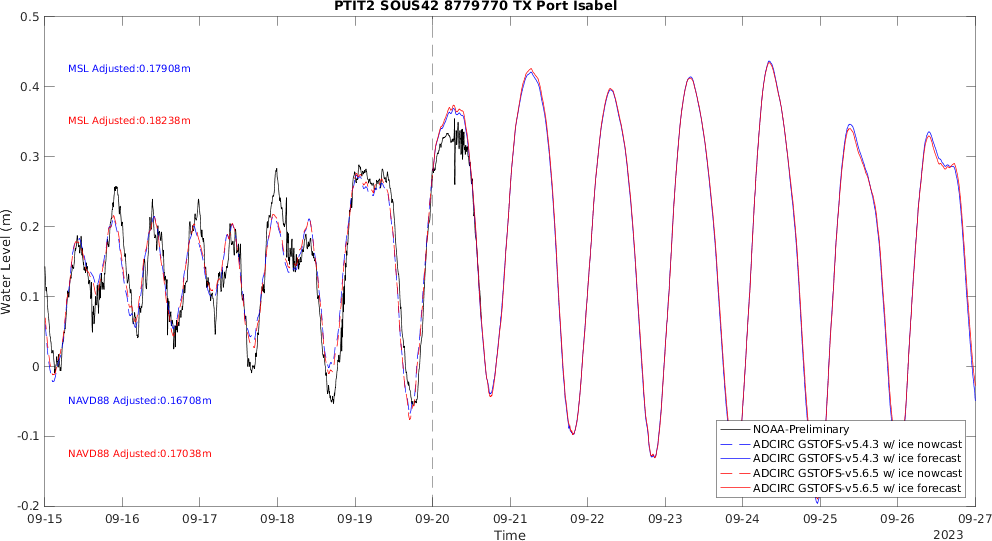 PTIT2 SOUS42 8779770 TX Port Isabel
0.5
0.4
0.3
0.2
0.1
0
-0.1
-0.2
Water Level (m)
MSL Adjusted:0.17908m
MSL Adjusted:0.18238m
NAVD88 Adjusted:0.16708m
NAVD88 Adjusted:0.17038m
NOAA-Preliminary
ADCIRC GSTOFS-v5.4.3 w/ ice nowcast
ADCIRC GSTOFS-v5.4.3 w/ ice forecast
ADCIRC GSTOFS-v5.6.5 w/ ice nowcast
ADCIRC GSTOFS-v5.6.5 w/ ice forecast
09-15 09-16 09-17 09-18 09-19 09-20 09-21 09-22 09-23 09-24 09-25 09-26 09-27
Time
2023